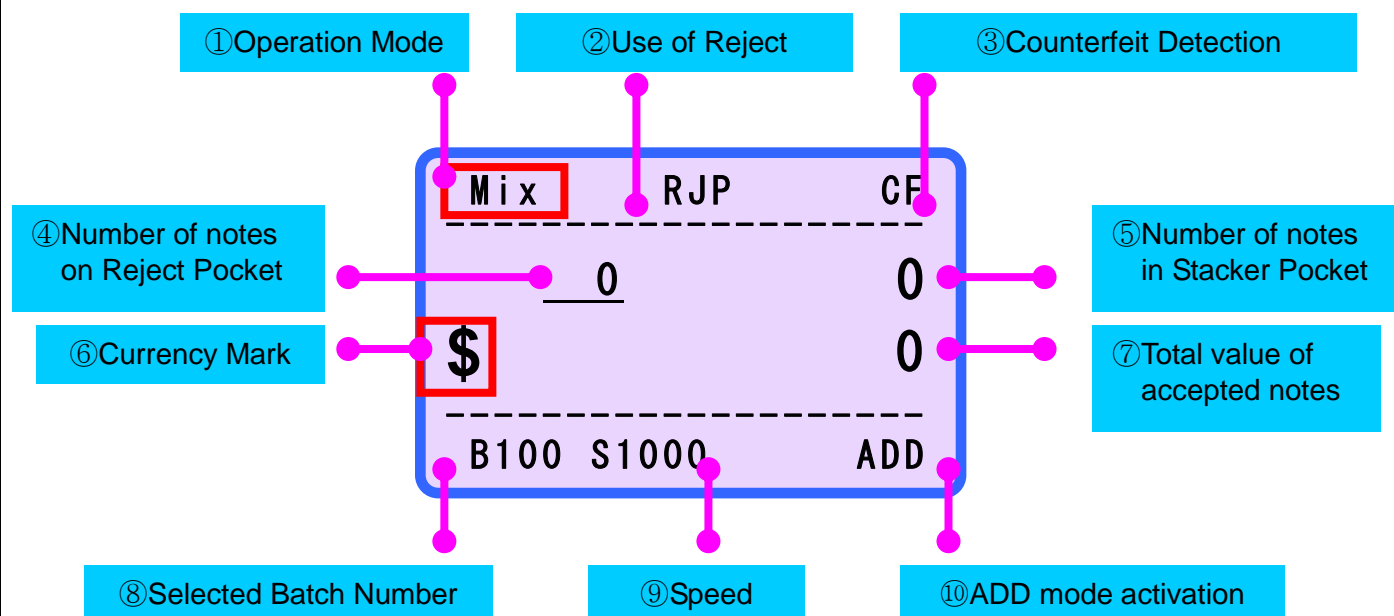 ①Operation Mode
②Use of Reject
③Counterfeit Detection
Mix RJP CF
④Number of notes
on Reject Pocket
0
0
⑤Number of notes
in Stacker Pocket
⑥Currency Mark
$
0
⑦Total value of
accepted notes
B100 S1000 ADD
⑧Selected Batch Number
⑨Speed
⑩ADD mode activation